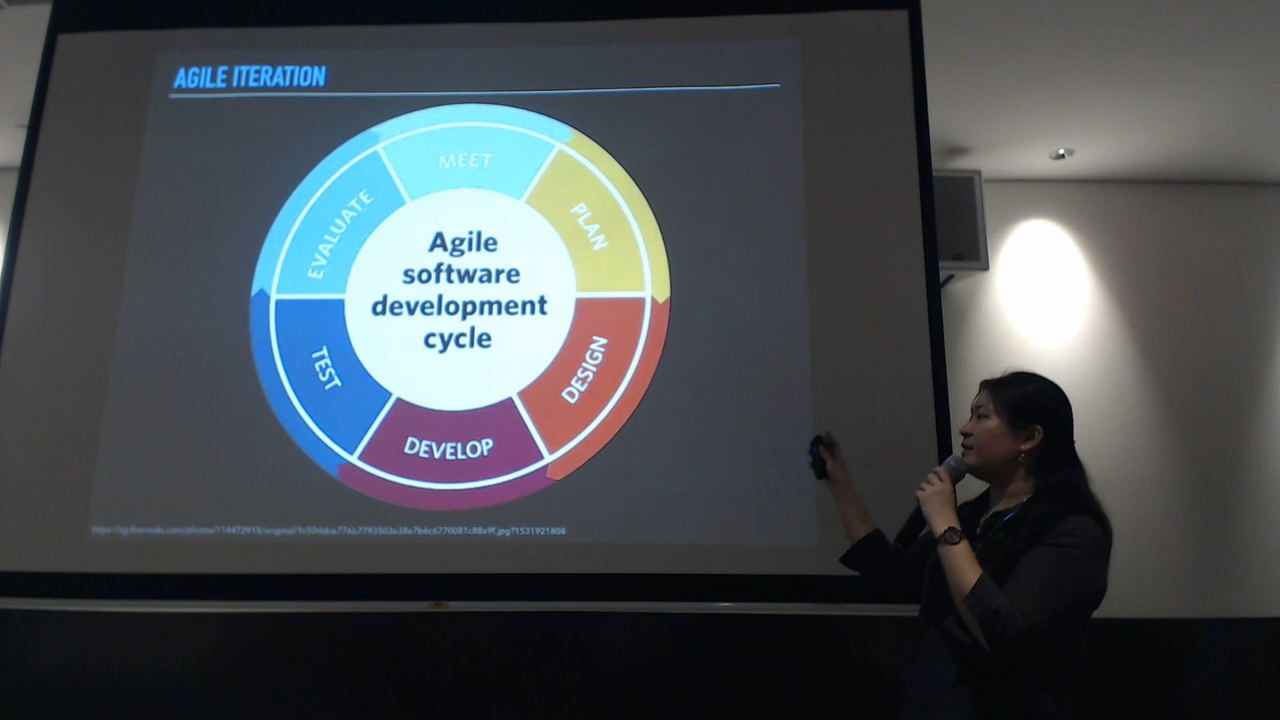 AGILE ITERATION
MEET
PLAN
DESIGN
DEVELOP
TEST
EVALUATE
Agile
software
development
cycle